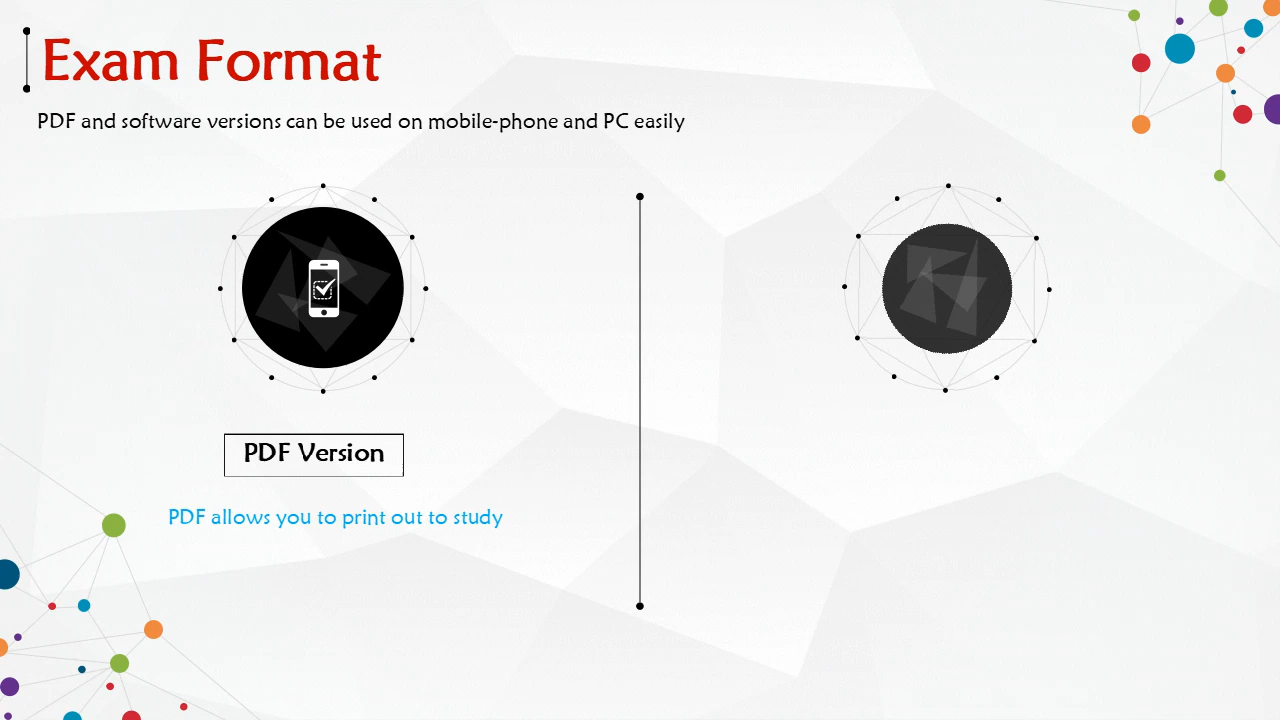 Exam Format
PDF and software versions can be used on mobile-phone and PC easily
PDF Version
PDF allows you to print out to study